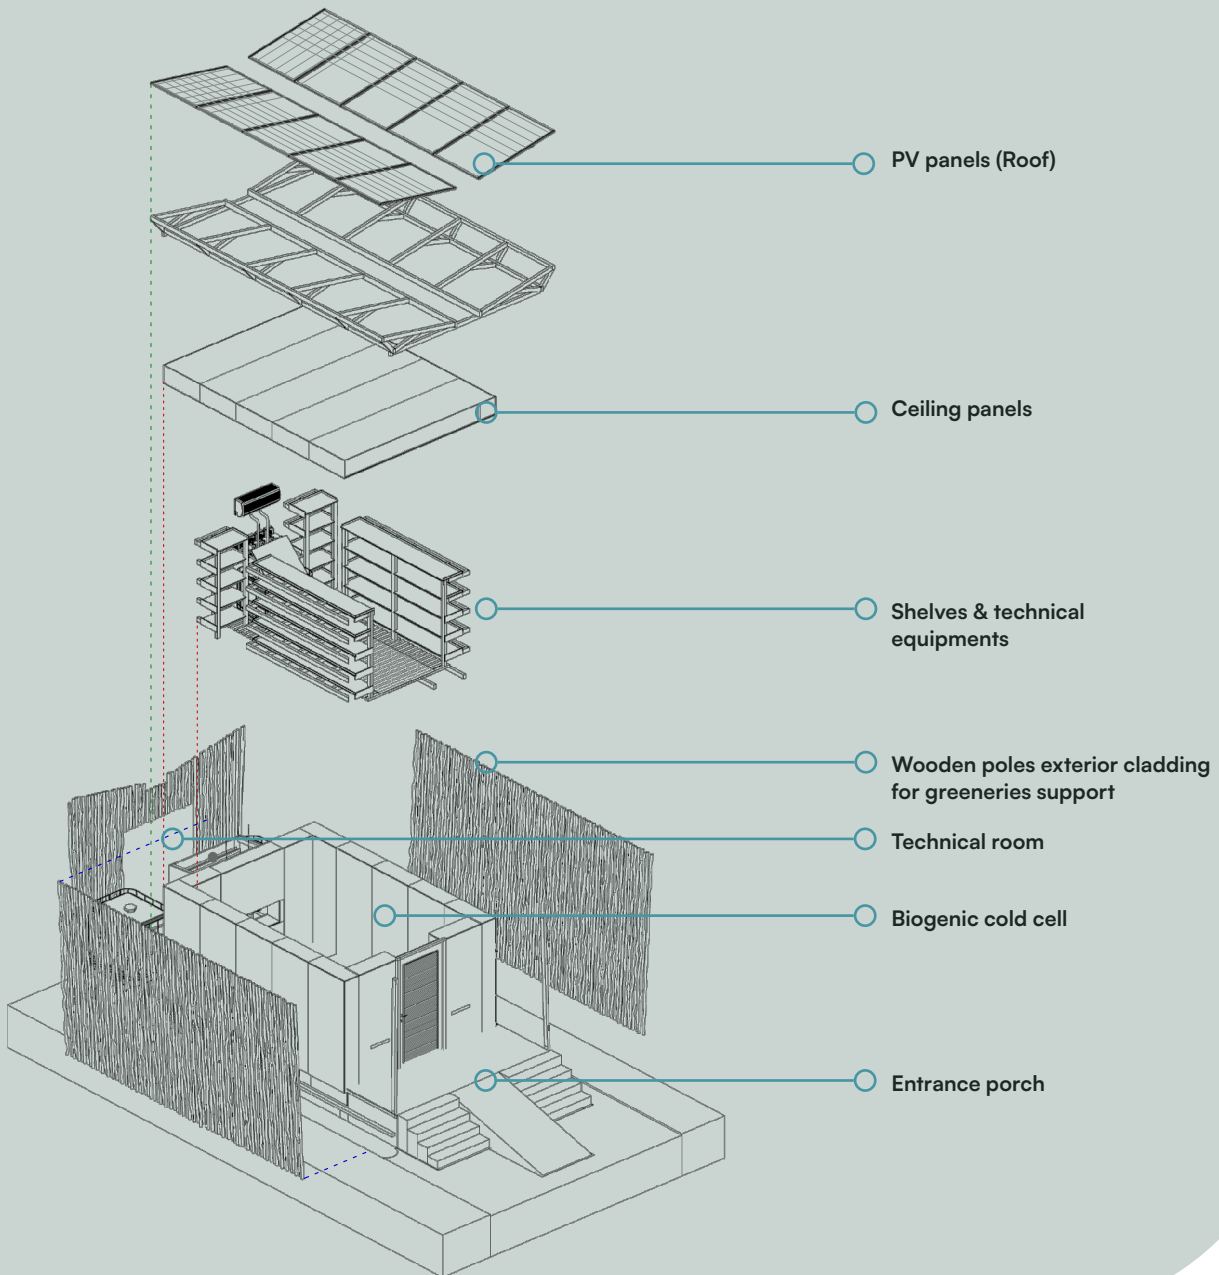 PV panels (Roof)
Ceiling panels
Shelves & technical
equipments
Wooden poles exterior cladding
for greeneries support
Technical room
Biogenic cold cell
Entrance porch